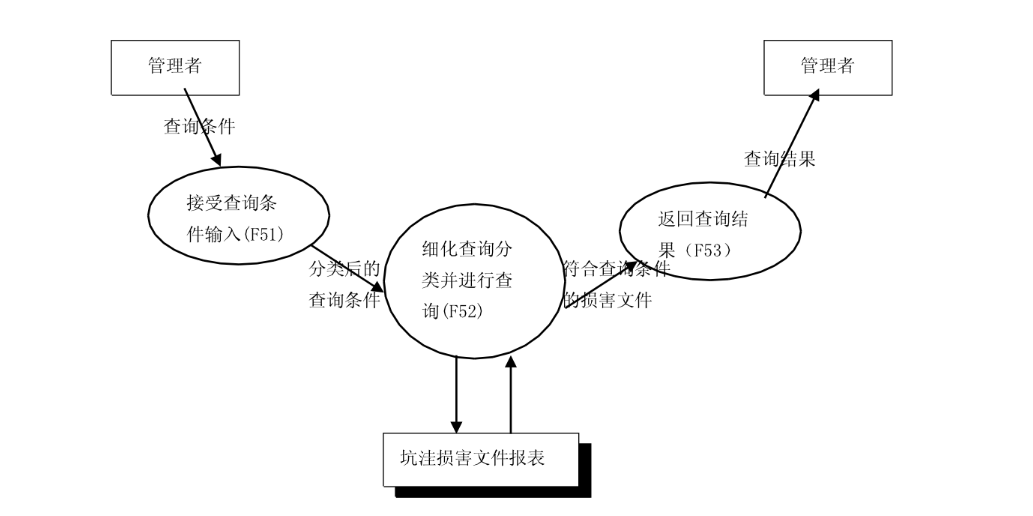 管理者
管理者
查询条件
查询结果
接受查询条
件输入(F51)
返回查询结
果（F53）
细化查询分
类并进行查
询(F52)
分类后的
查询条件
符合查询条件
的损害文件
坑洼损害文件报表